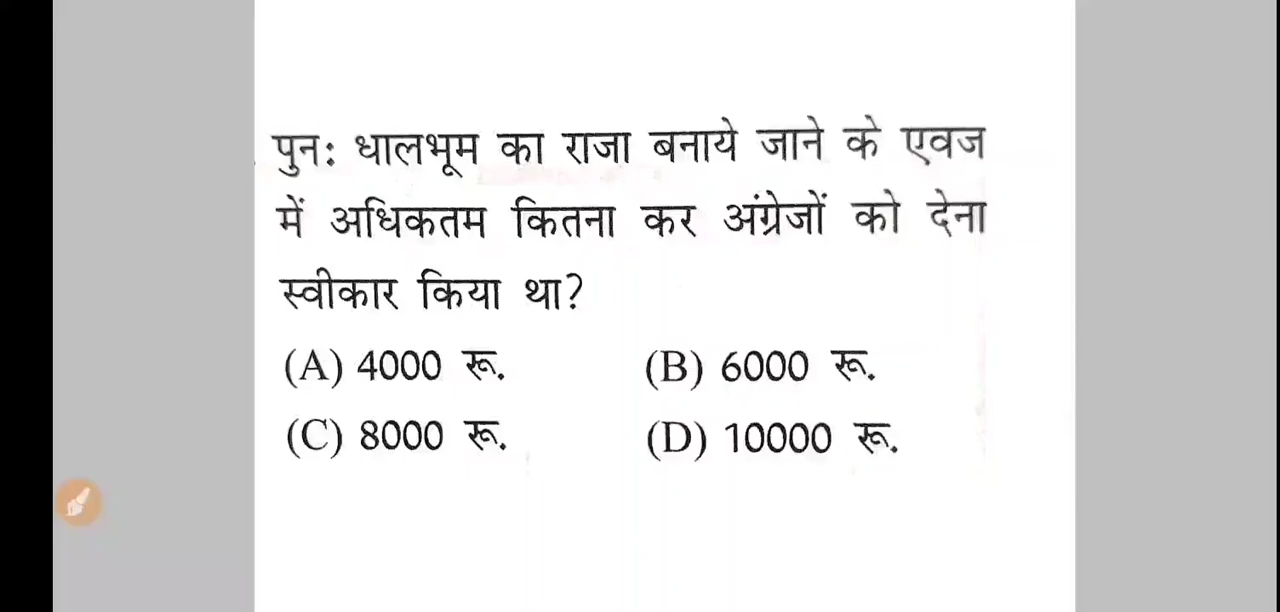 पुनः धालभूम का राजा बनाये जाने के एवज
में अधिकतम कितना कर अंग्रेजों को देना
स्वीकार किया था?
(A) 4000 रू. (B) 6000 रू.
(C) 8000 रू. (D) 10000 रू.